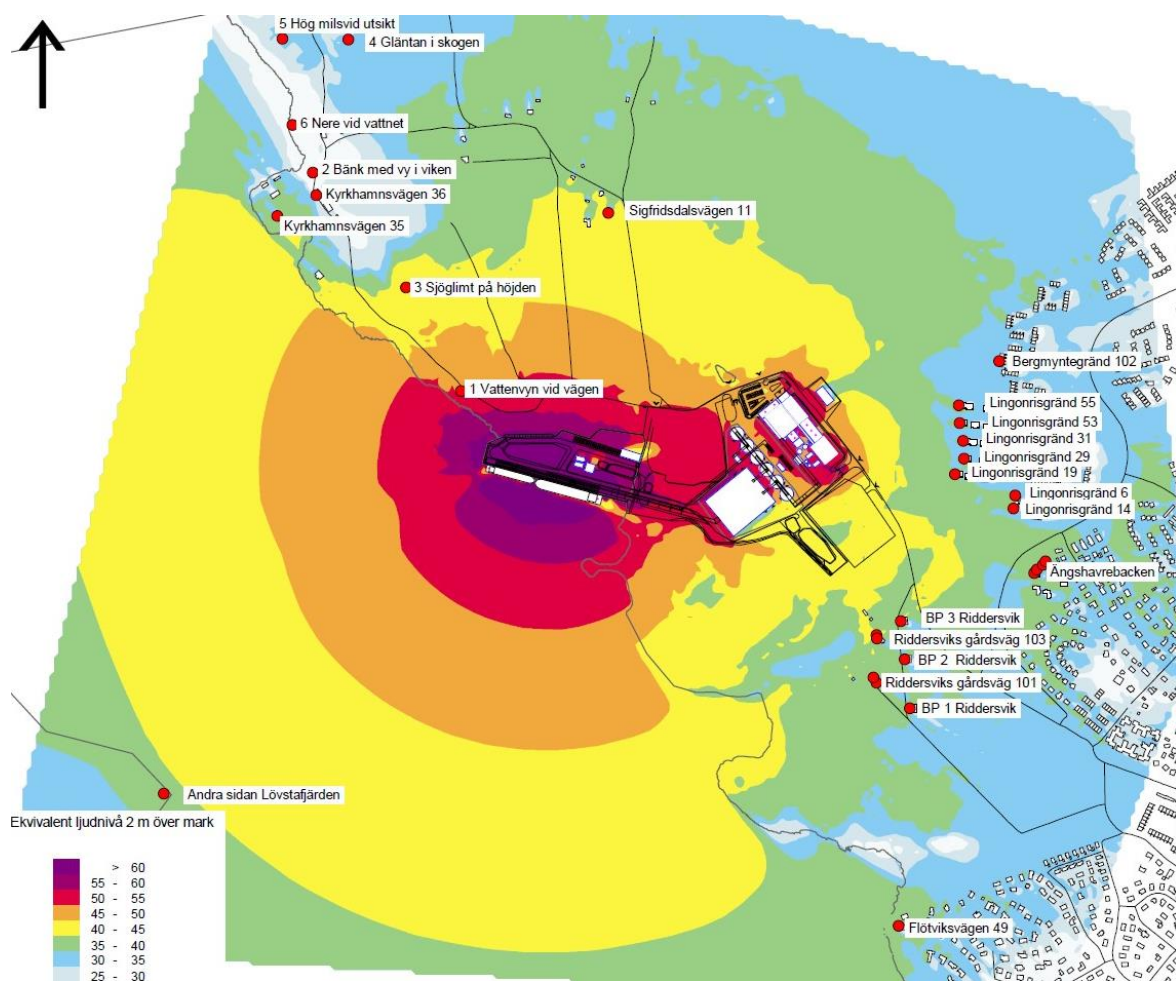 5 Hög milsvid utsikt
4 Gläntan i skogen
6 Nere vid vattnet
2 Bänk med vy i viken
Kyrkhamnsvägen 36
Kyrkhamnsvägen 35
Sigfridsdalsvägen 11
3 Sjöglimt på höjden
1 Vattenvyn vid vägen
Bergmyntegränd 102
Lingonrisgränd 55
Lingonrisgränd 53
Lingonrisgränd 31
Lingonrisgränd 29
Lingonrisgränd 19
Lingonrisgränd 6
Lingonrisgränd 14
Ängshavrebacken
BP 3 Riddersvik
Riddersviks gårdsväg 103
BP 2 Riddersvik
Riddersviks gårdsväg 101
BP 1 Riddersvik
Andra sidan Lövstafjärden
Flötviksvägen 49
Ekvivalent ljudnivå 2 m över mark
> 60
55 - 60
50 - 55
45 - 50
40 - 45
35 - 40
30 - 35
25 - 30